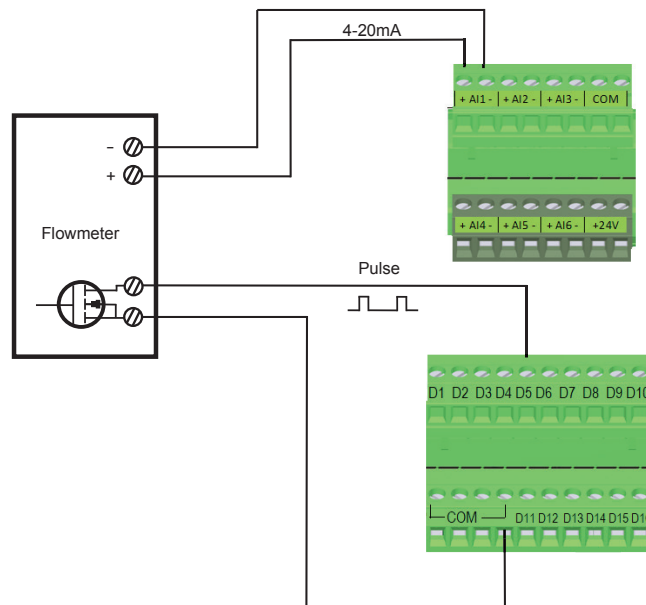 4-20mA
+ AI1 - + AI2 - + AI3 - COM
−
+
Flowmeter
+ AI4 - + AI5 - + AI6 - +24V
Pulse
D1 D2 D3 D4 D5 D6 D7 D8 D9 D10
COM D11 D12 D13 D14 D15